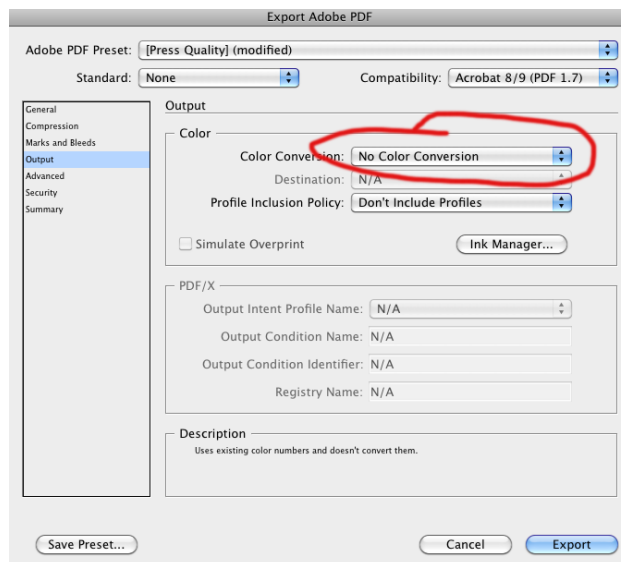 Export Adobe PDF
Adobe PDF Preset: [Press Quality] (modified)
Standard: None Compatibility: Acrobat 8/9 (PDF 1.7)
General
Compression
Marks and Bleeds
Output
Advanced
Security
Summary
Output
Color
Color Conversion: No Color Conversion
Destination: N/A
Profile Inclusion Policy: Don't Include Profiles
Simulate Overprint Ink Manager...
PDF/X
Output Intent Profile Name: N/A
Output Condition Name: N/A
Output Condition Identifier: N/A
Registry Name: N/A
Description
Uses existing color numbers and doesn't convert them.
Save Preset... Cancel Export